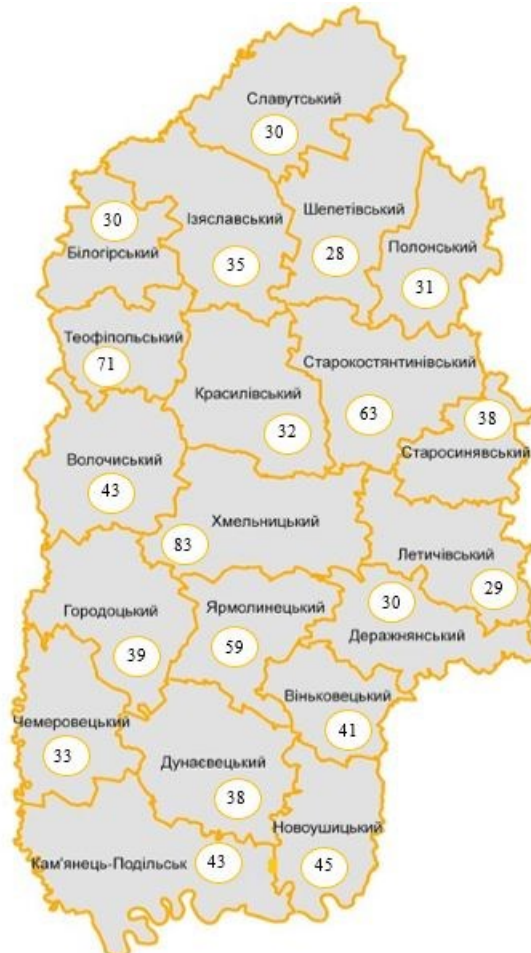 Славутський
30
Шепетівський
28
Ізяславський
35
30
Білогірський
Полонський
31
Теофіпольський
71
Красилівський
32
Старокостянтинівський
63
38
Старосинявський
Волочиський
43
Хмельницький
83
Летичівський
29
Городоцький
39
Ярмолинецький
59
30
Деражнянський
Віньковецький
41
Чемеровецький
33
Дунаєвецький
38
Новоушицький
45
Кам'янець-Подільськ
43